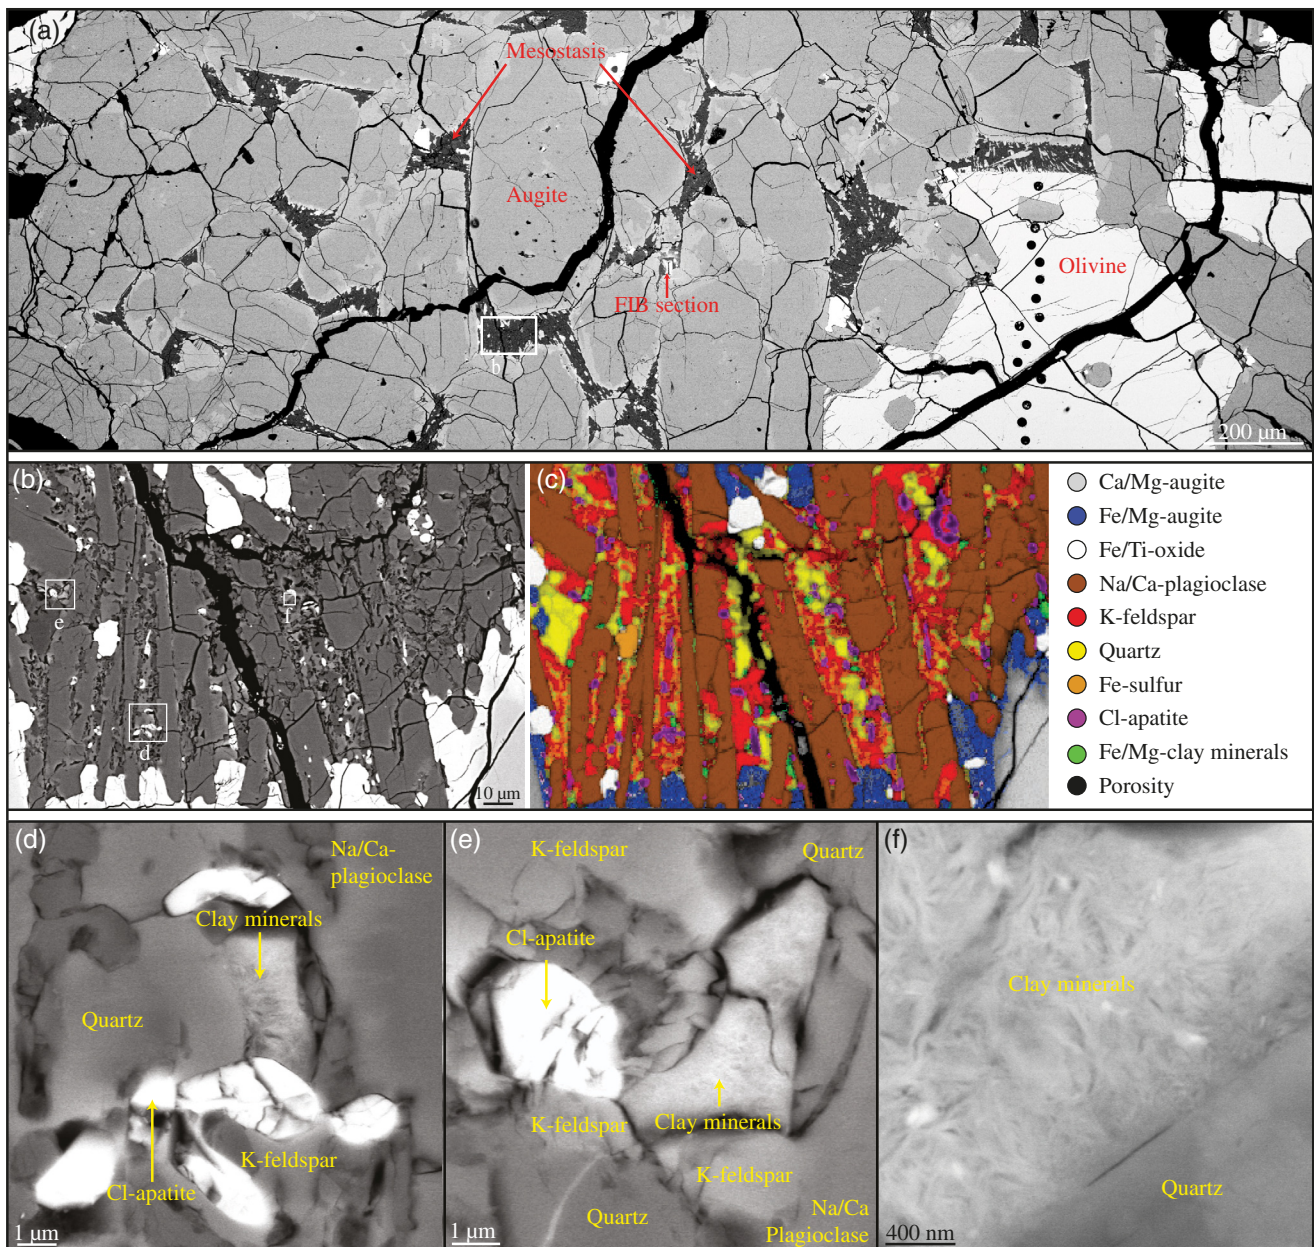 (a)
Mesostasis
Augite
Olivine
FIB section
b
200 µm
(b)
e
f
d
10 µm
(c)
Ca/Mg-augite
Fe/Mg-augite
Fe/Ti-oxide
Na/Ca-plagioclase
K-feldspar
Quartz
Fe-sulfur
Cl-apatite
Fe/Mg-clay minerals
Porosity
(d)
Na/Ca-
plagioclase
Clay minerals
Quartz
K-feldspar
Cl-apatite
1 µm
(e)
K-feldspar
Quartz
Cl-apatite
K-feldspar
Clay minerals
K-feldspar
Quartz
Na/Ca
Plagioclase
1 µm
(f)
Clay minerals
Quartz
400 nm